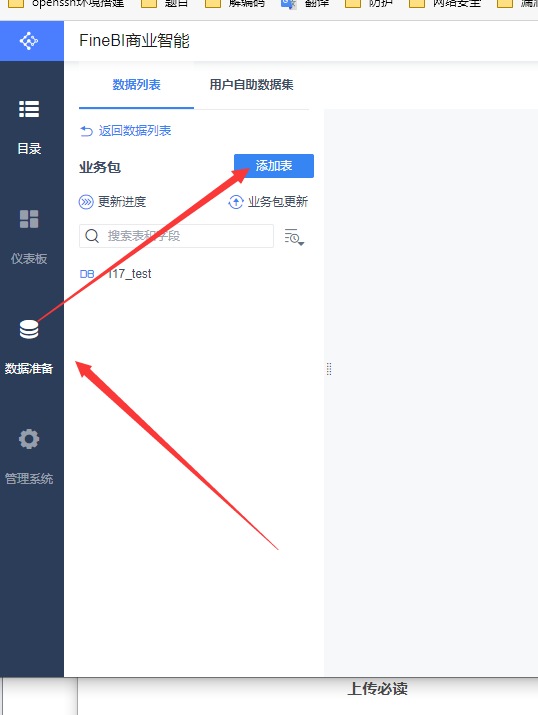 openssh环境搭建 题目 解编码 翻译 防护 网络安全
FineBI商业智能
数据列表 用户自助数据集
返回数据列表
业务包 添加表
更新进度 业务包更新
搜索表和字段
DB 117_test
目录
仪表板
数据准备
管理系统
上传必读